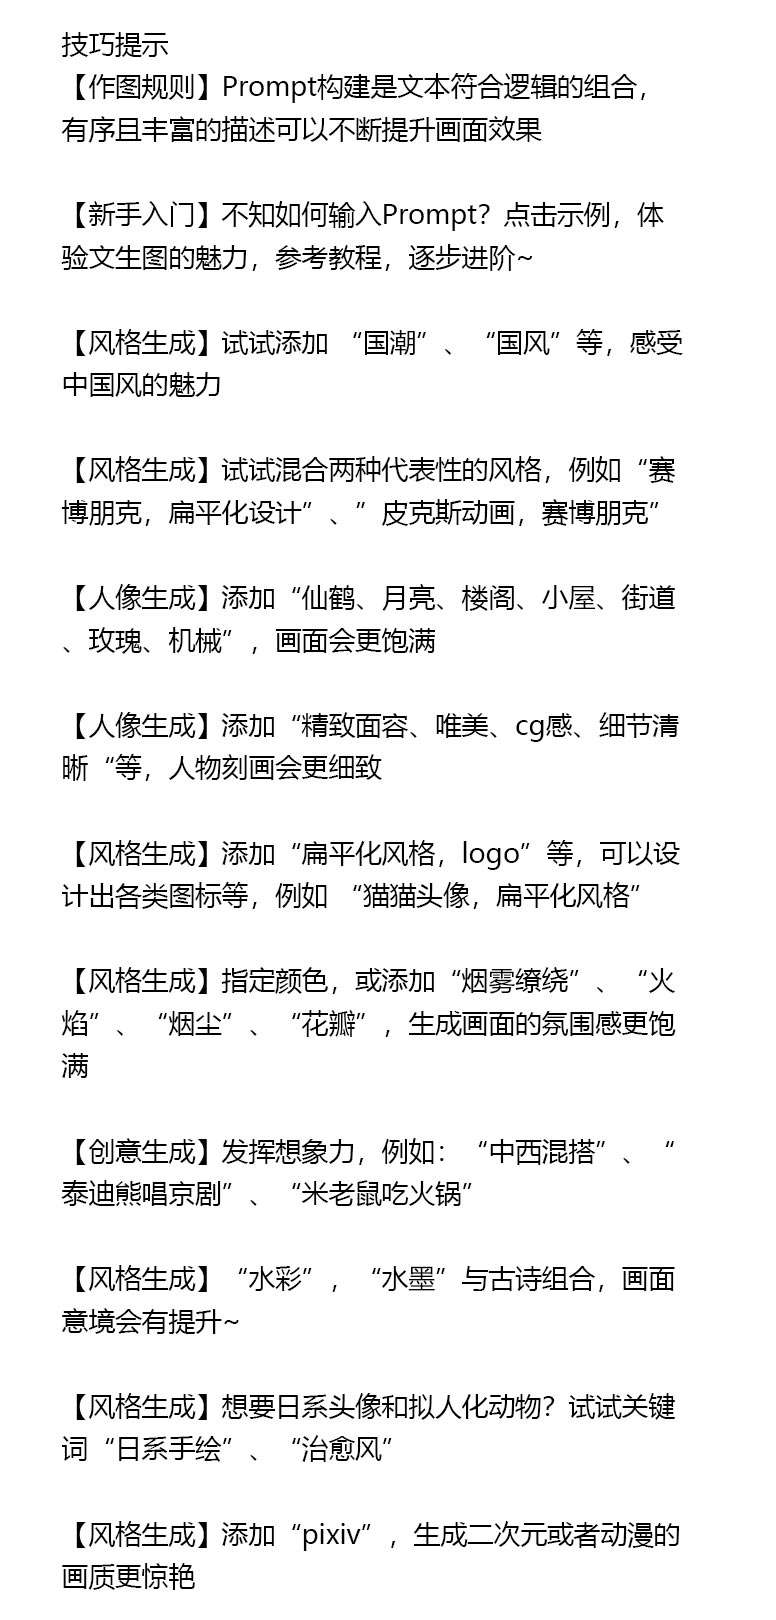 技巧提示
【作图规则】Prompt构建是文本符合逻辑的组合，
有序且丰富的描述可以不断提升画面效果
【新手入门】不知如何输入Prompt？点击示例，体
验文生图的魅力，参考教程，逐步进阶~
【风格生成】试试添加 “国潮”、“国风”等，感受
中国风的魅力
【风格生成】试试混合两种代表性的风格，例如“赛
博朋克，扁平化设计”、”皮克斯动画，赛博朋克”
【人像生成】添加“仙鹤、月亮、楼阁、小屋、街道
、玫瑰、机械”，画面会更饱满
【人像生成】添加“精致面容、唯美、cg感、细节清
晰“等，人物刻画会更细致
【风格生成】添加“扁平化风格，logo”等，可以设
计出各类图标等，例如 “猫猫头像，扁平化风格”
【风格生成】指定颜色，或添加“烟雾缭绕”、“火
焰”、“烟尘”、“花瓣”，生成画面的氛围感更饱
满
【创意生成】发挥想象力，例如：“中西混搭”、“
泰迪熊唱京剧”、“米老鼠吃火锅”
【风格生成】“水彩”，“水墨”与古诗组合，画面
意境会有提升~
【风格生成】想要日系头像和拟人化动物？试试关键
词“日系手绘”、“治愈风”
【风格生成】添加“pixiv”，生成二次元或者动漫的
画质更惊艳